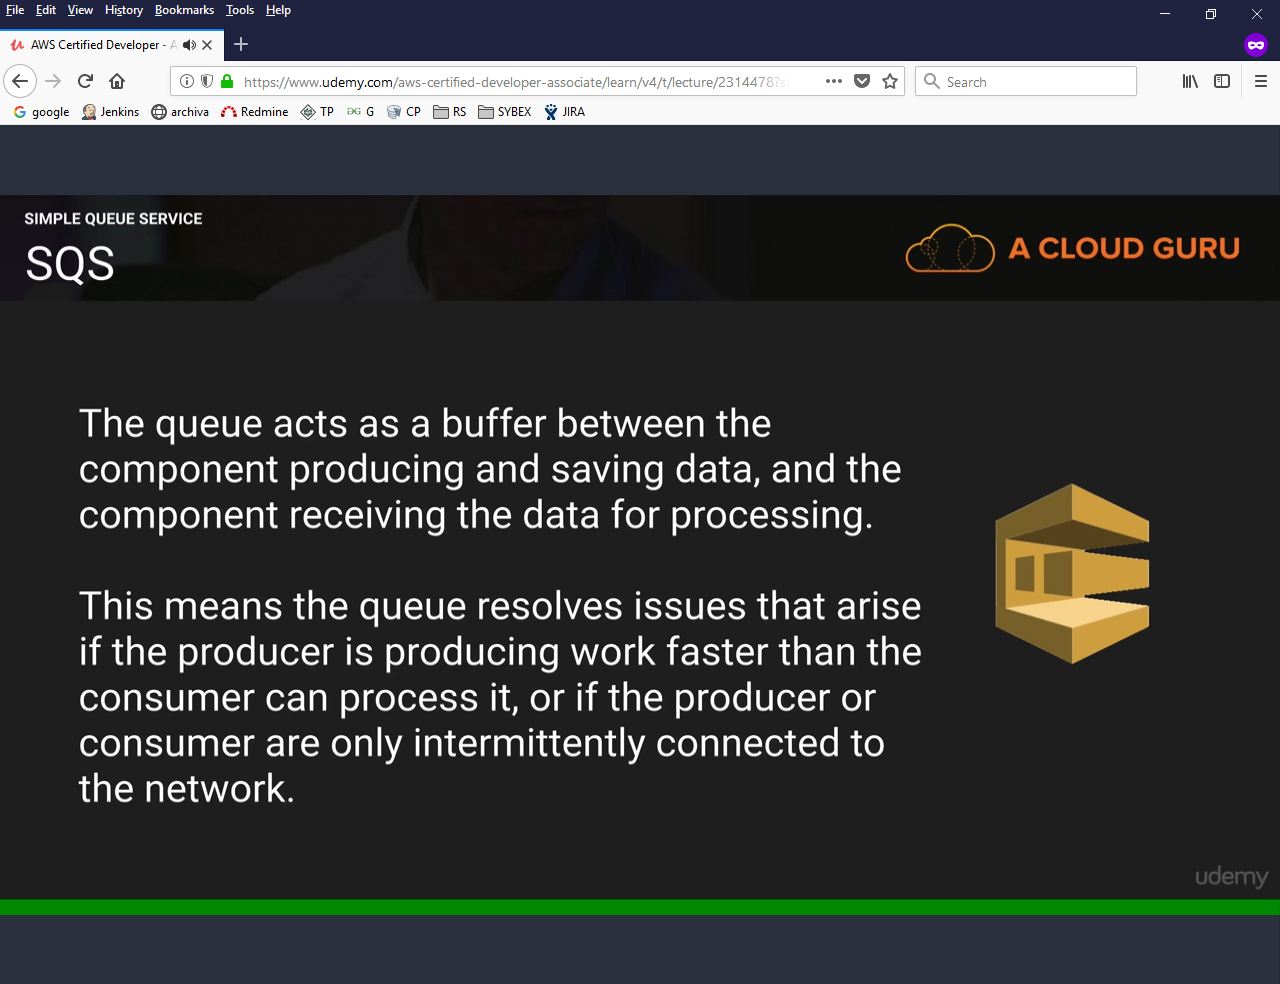 File Edit View History Bookmarks Tools Help
AWS Certified Developer - A
https://www.udemy.com/aws-certified-developer-associate/learn/v4/t/lecture/2314478?s
Search
google Jenkins archiva Redmine TP G CP RS SYBEX JIRA
SIMPLE QUEUE SERVICE
SQS
A CLOUD GURU
The queue acts as a buffer between the
component producing and saving data, and the
component receiving the data for processing.
This means the queue resolves issues that arise
if the producer is producing work faster than the
consumer can process it, or if the producer or
consumer are only intermittently connected to
the network.
udemy